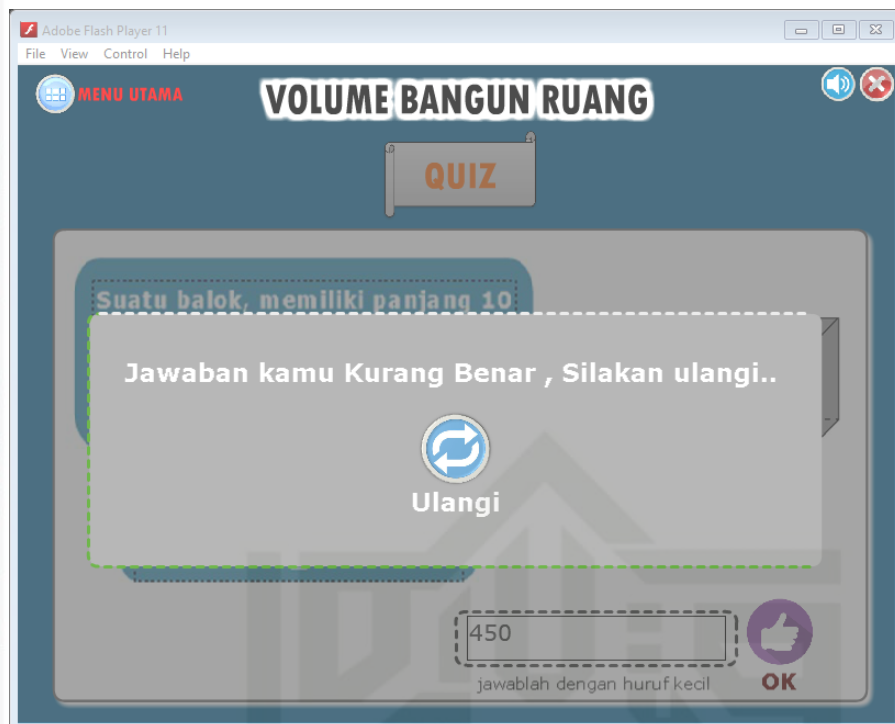 Adobe Flash Player 11
File View Control Help
MENU UTAMA
VOLUME BANGUN RUANG
QUIZ
Suatu balok, memiliki panjang 10
Jawaban kamu Kurang Benar , Silakan ulangi..
Ulangi
450
jawablah dengan huruf kecil
OK